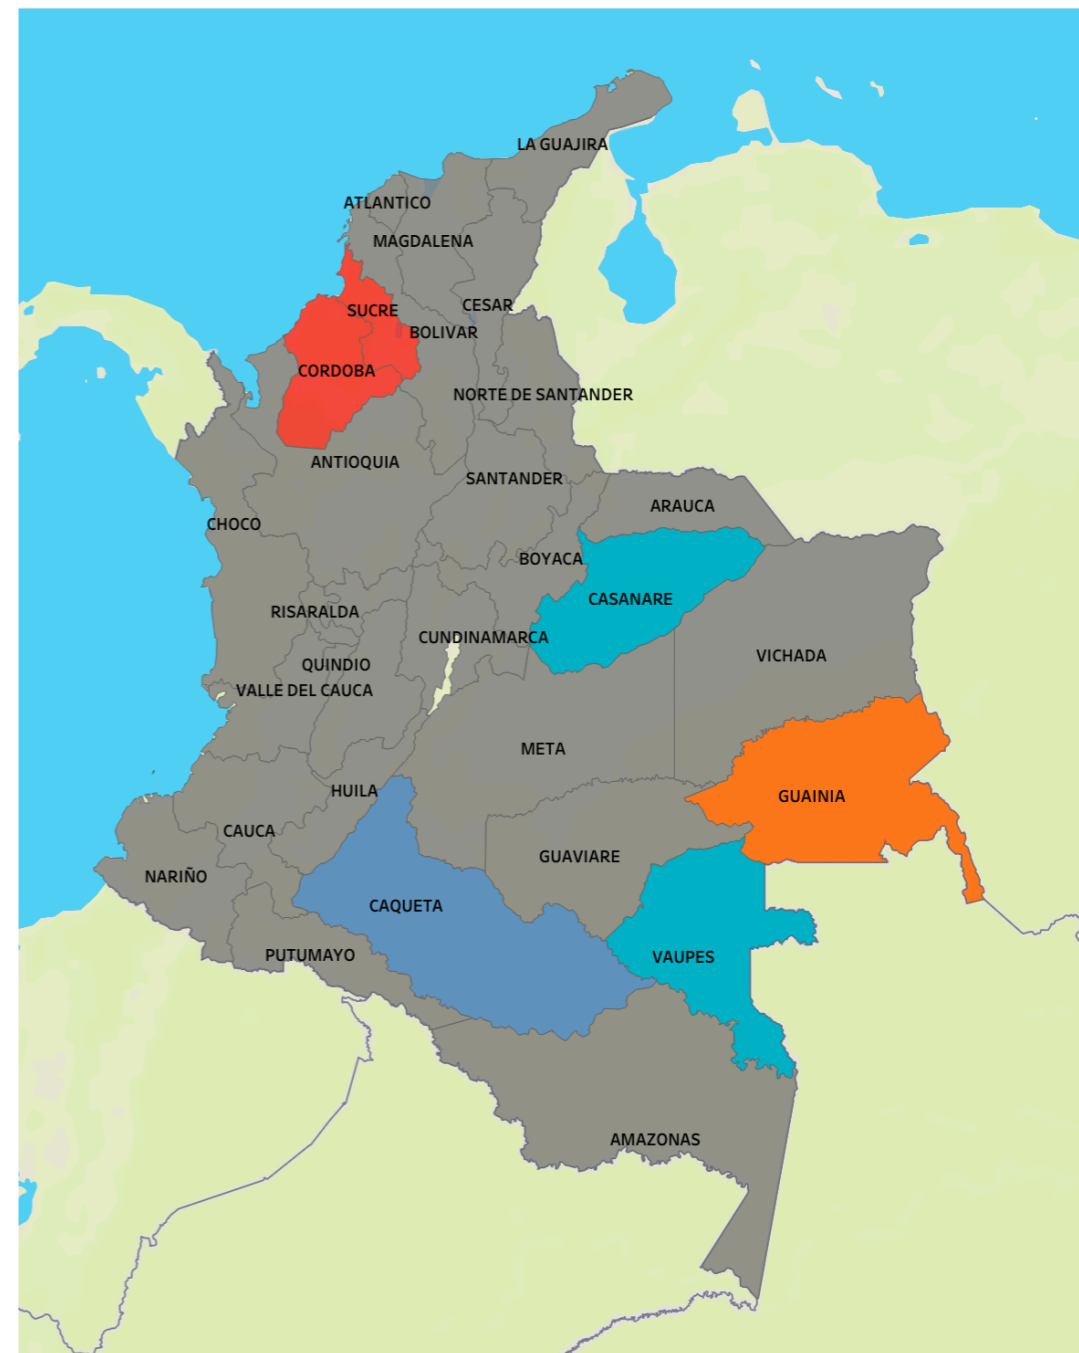 LA GUAJIRA
ATLANTICO
MAGDALENA
CESAR
SUCRE
BOLIVAR
CORDOBA
NORTE DE SANTANDER
ANTIOQUIA
SANTANDER
ARAUCA
CHOCO
BOYACA
CASANARE
RISARALDA
CUNDINAMARCA
VICHADA
QUINDIO
VALLE DEL CAUCA
META
HUILA
GUAINIA
CAUCA
GUAVIARE
NARIÑO
CAQUETA
PUTUMAYO
VAUPES
AMAZONAS